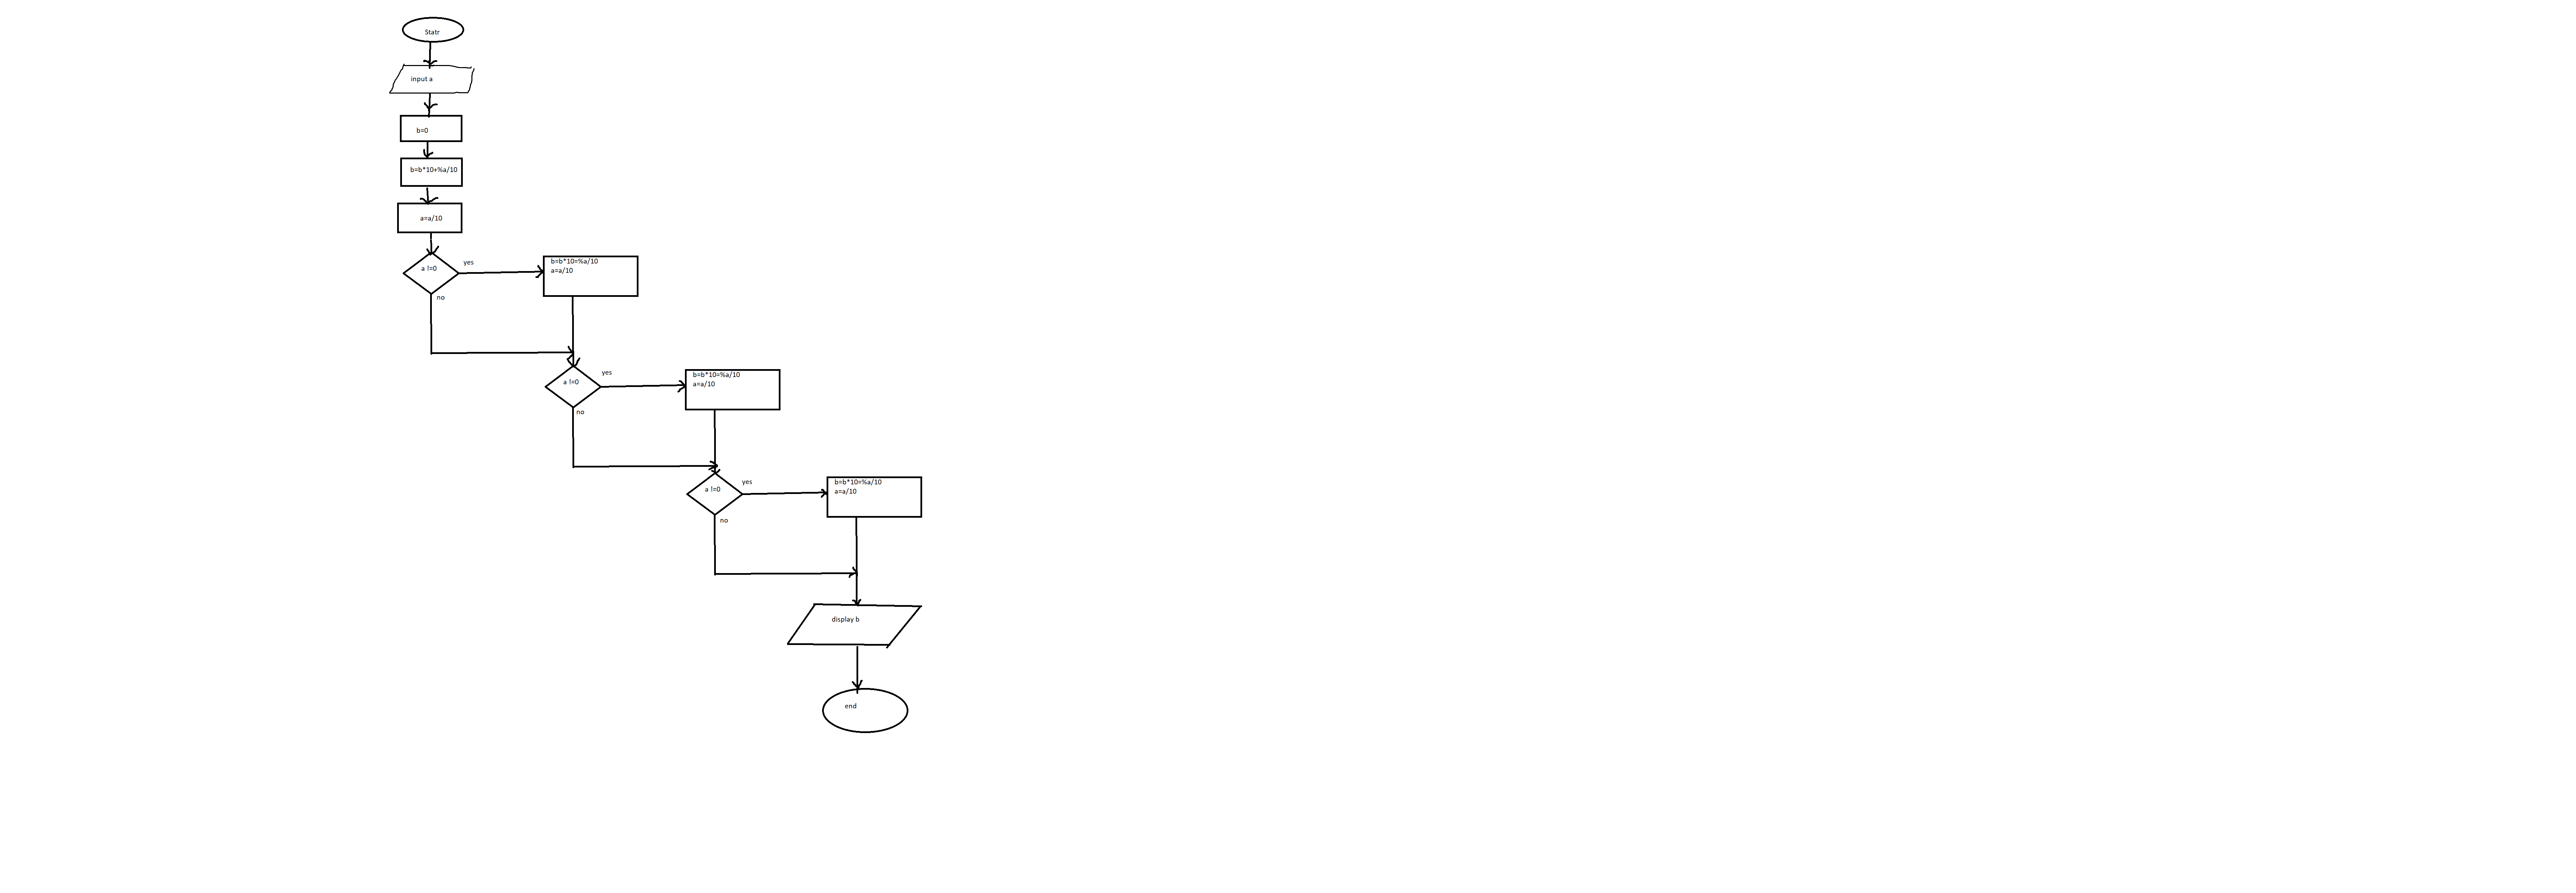 Statr
input a
b=0
b=b*10+%a/10
a=a/10
a !=0
yes
b=b*10=%a/10
a=a/10
no
a !=0
yes
b=b*10=%a/10
a=a/10
no
a !=0
yes
b=b*10=%a/10
a=a/10
no
display b
end